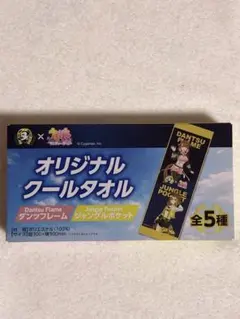 ×
© Cygames, Inc.
オリジナル
クールタオル
Dantsu Flame
ダンツフレーム
Jungle Pocket
ジャングルポケット
DANTSU
FLAME
JUNGLE
POCKET
全5種